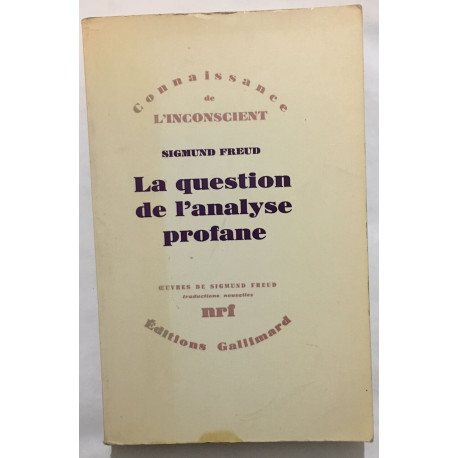 Connaissance
de
L'INCONSCIENT
SIGMUND FREUD
La question
de l'analyse
profane
ŒUVRES DE SIGMUND FREUD
traductions nouvelles
nrf
Éditions Gallimard